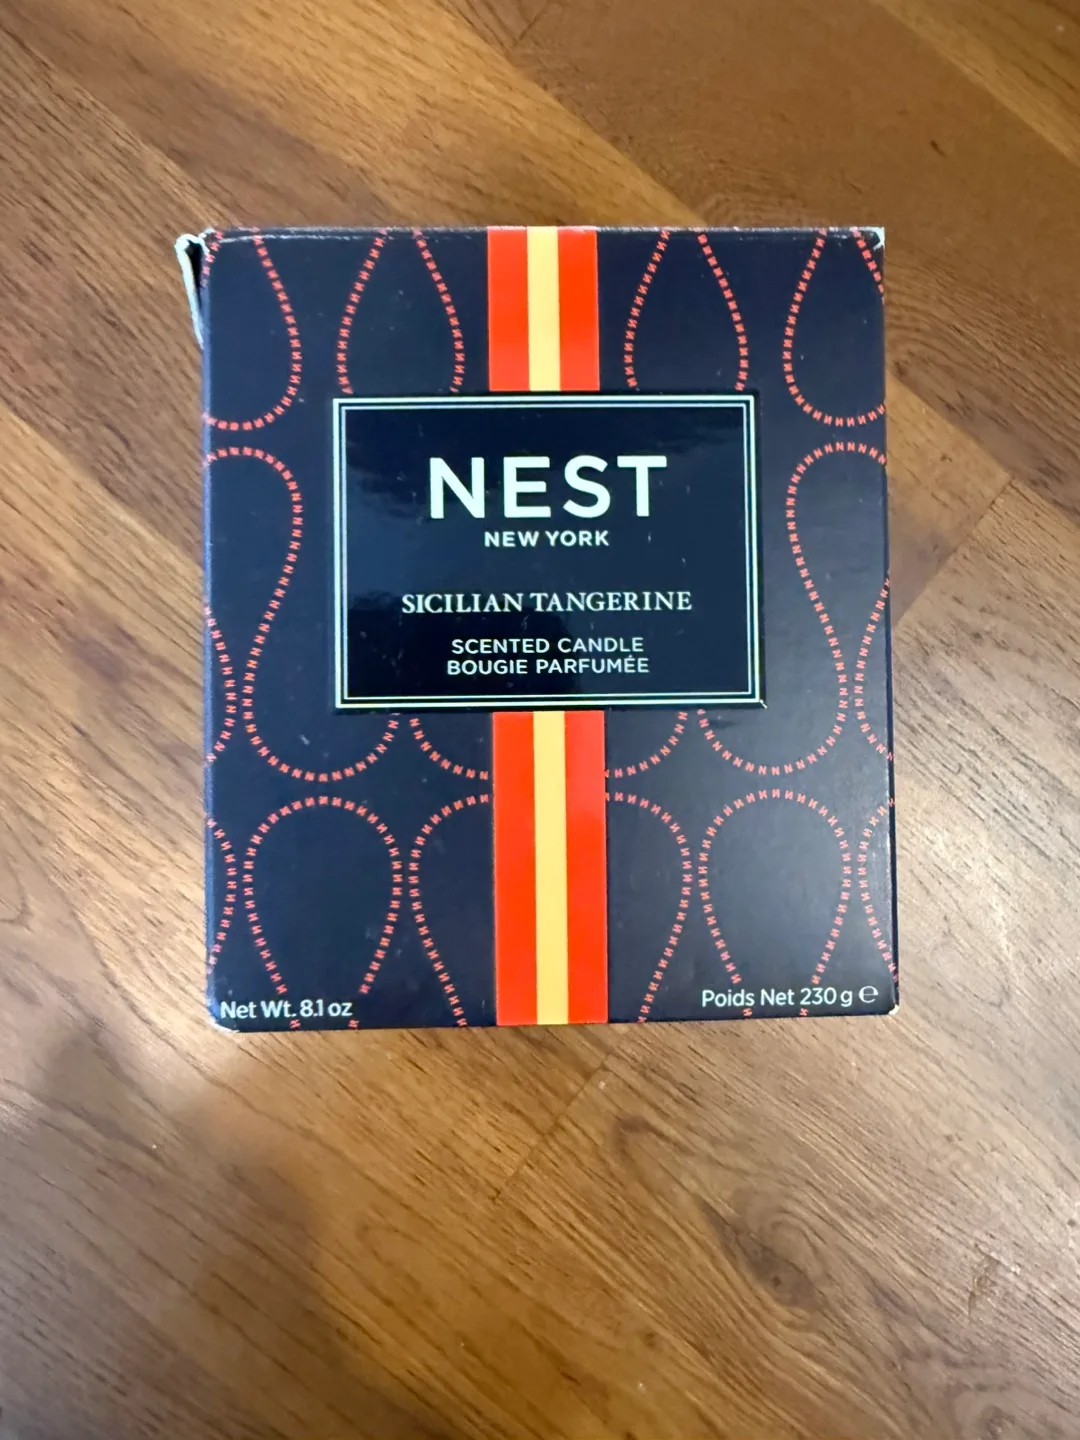 NEST
NEW YORK
SICILIAN TANGERINE
SCENTED CANDLE
BOUGIE PARFUMÉE
Net Wt. 8.1 oz
Poids Net 230 g ℮